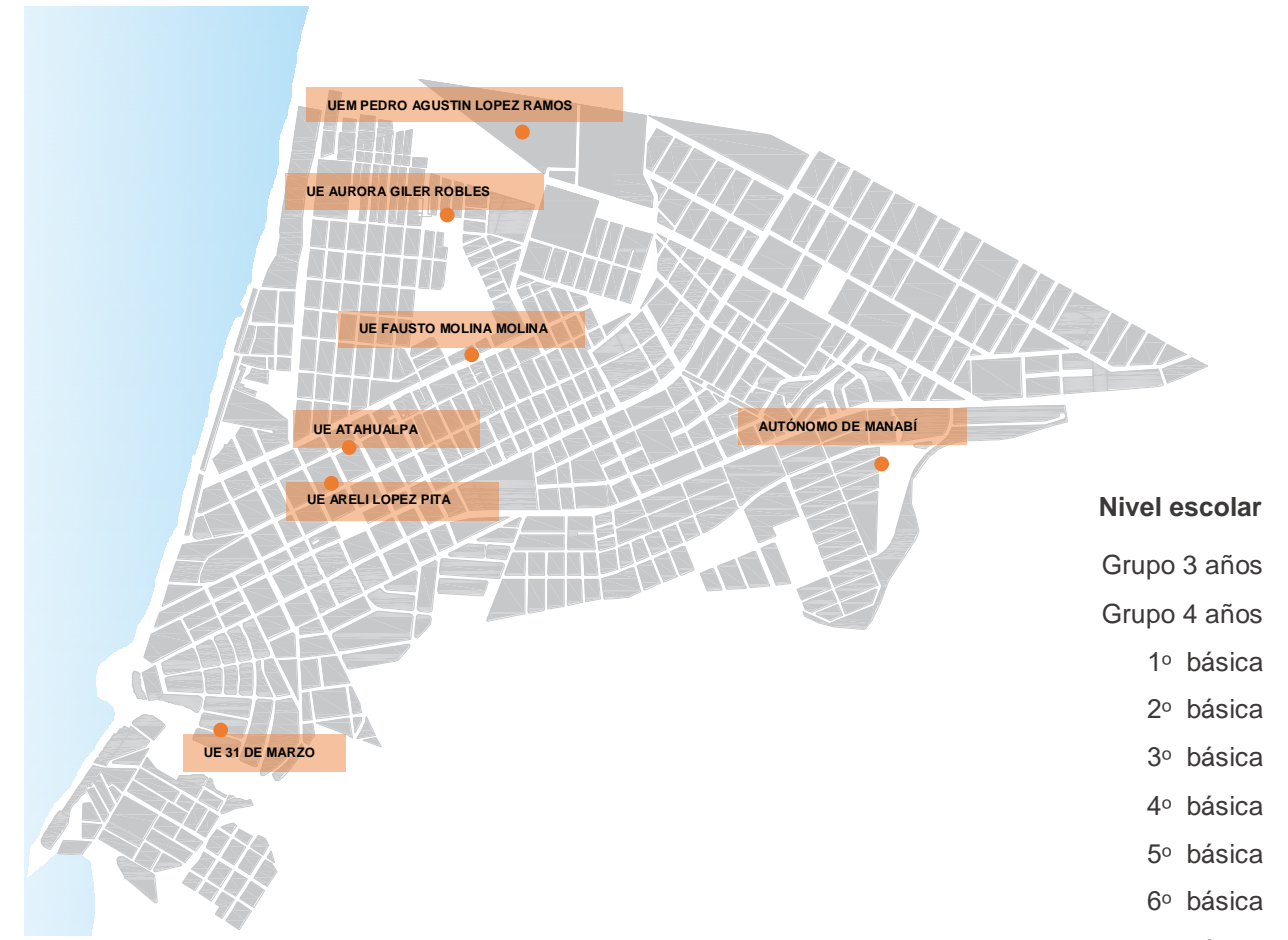 UEM PEDRO AGUSTIN LOPEZ RAMOS
UE AURORA GILER ROBLES
UE FAUSTO MOLINA MOLINA
UE ATAHUALPA
AUTÓNOMO DE MANABÍ
UE ARELI LOPEZ PITA
UE 31 DE MARZO
Nivel escolar
Grupo 3 años
Grupo 4 años
1º básica
2º básica
3º básica
4º básica
5º básica
6º básica